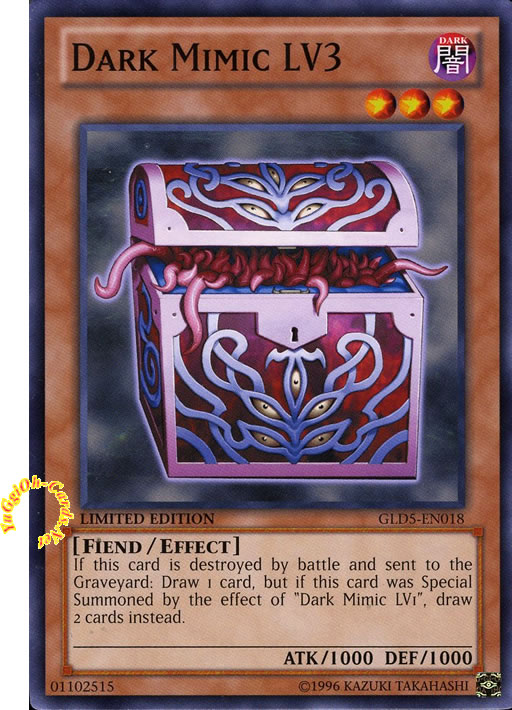 DARK MIMIC LV3
DARK
闇
YuGiOh-Cards.Net
LIMITED EDITION
GLD5-EN018
[FIEND / EFFECT]
If this card is destroyed by battle and sent to the
Graveyard: Draw 1 card, but if this card was Special
Summoned by the effect of "Dark Mimic LV1", draw
2 cards instead.
ATK/1000 DEF/1000
01102515
©1996 KAZUKI TAKAHASHI